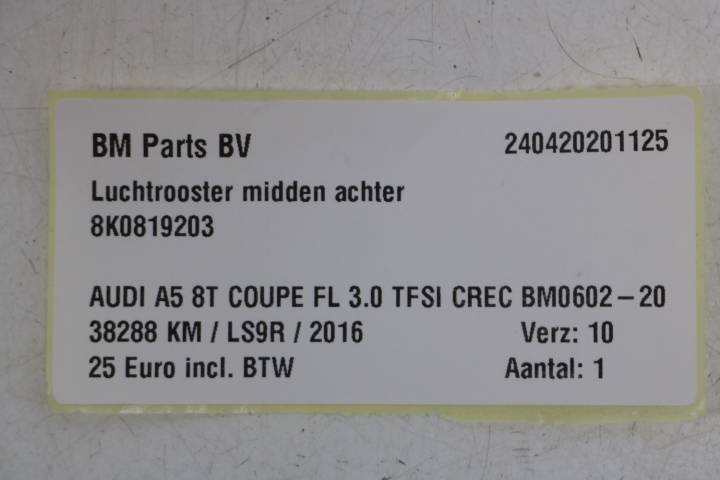 BM Parts BV 240420201125
Luchtrooster midden achter
8K0819203
AUDI A5 8T COUPE FL 3.0 TFSI CREC BM0602-20
38288 KM / LS9R / 2016 Verz: 10
25 Euro incl. BTW Aantal: 1